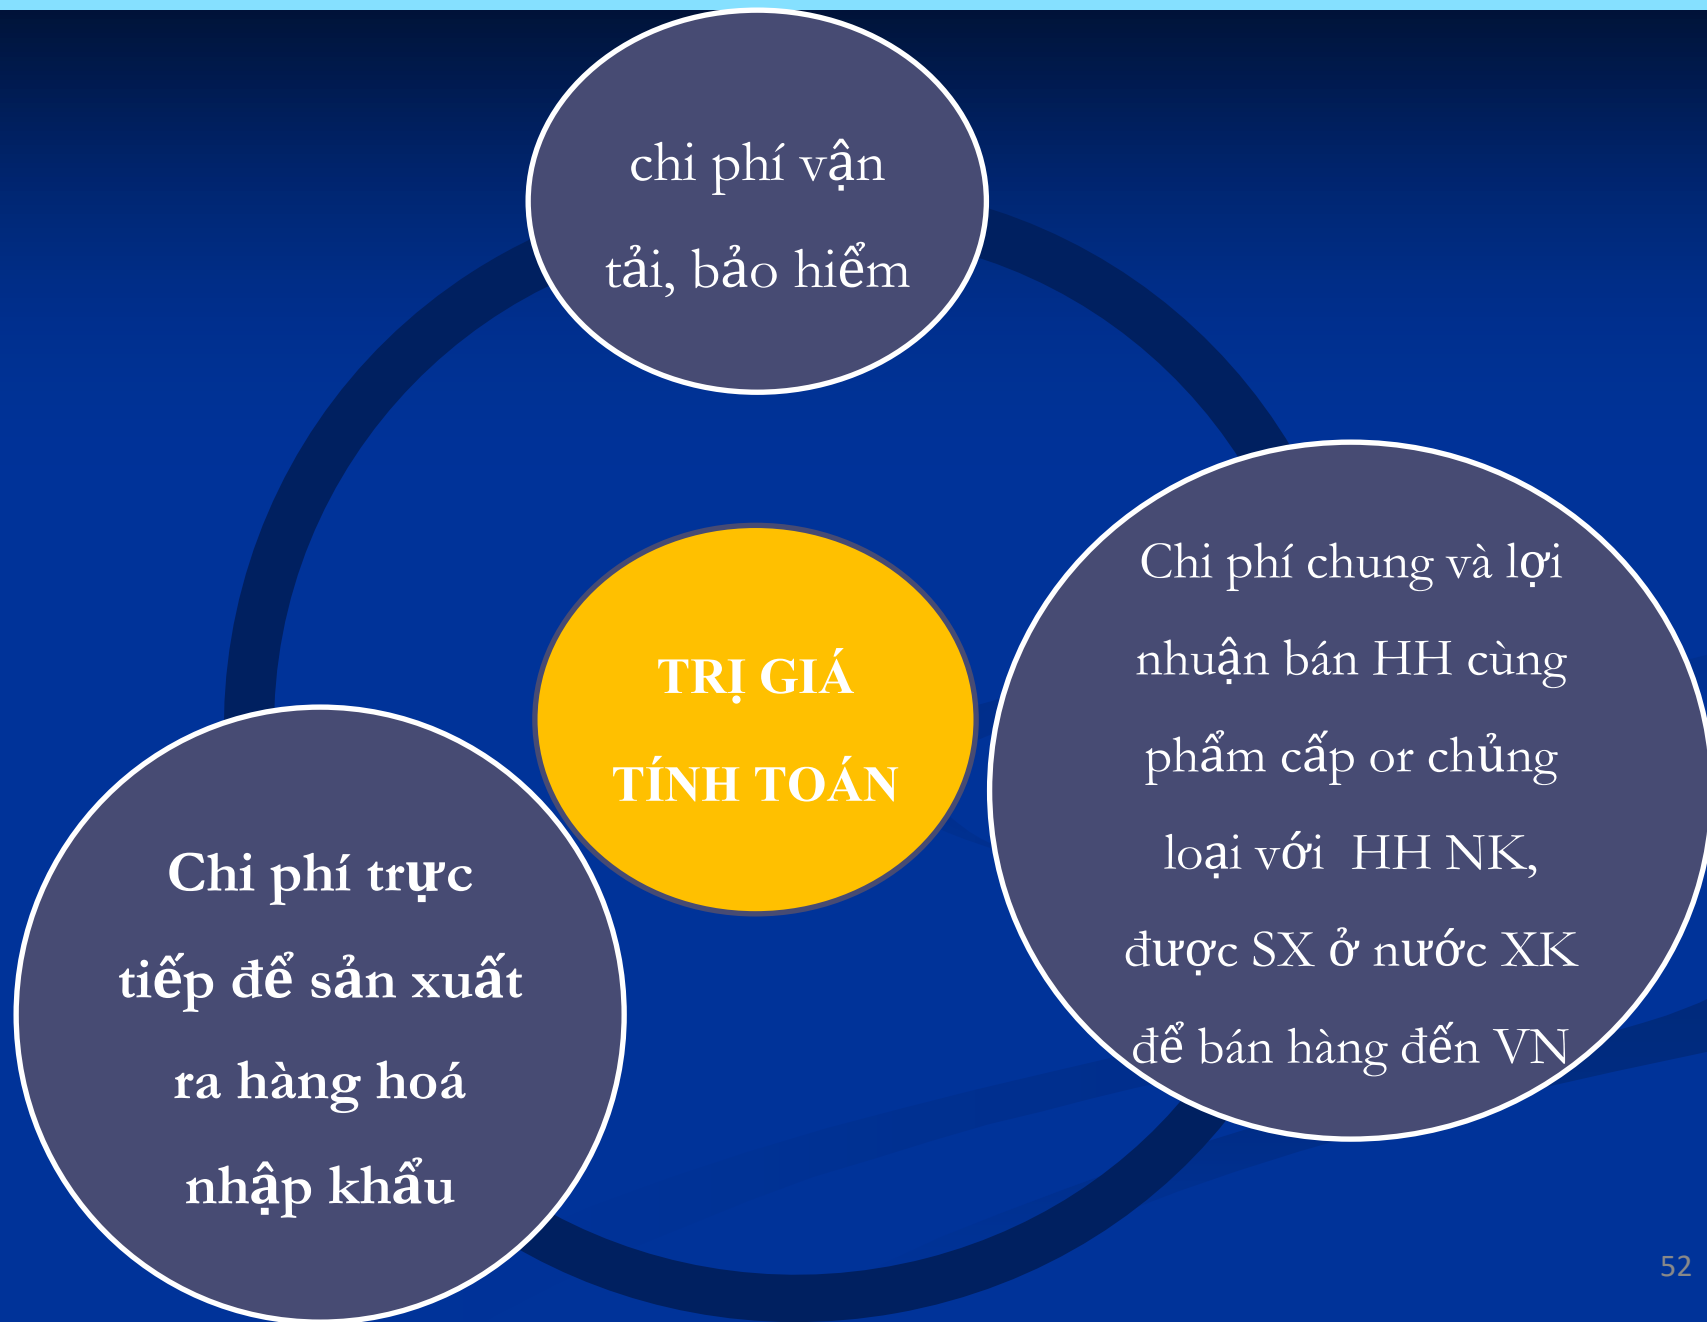 chi phí vận
tải, bảo hiểm
Chi phí chung và lợi
nhuận bán HH cùng
phẩm cấp or chủng
loại với HH NK,
được SX ở nước XK
để bán hàng đến VN
TRỊ GIÁ
TÍNH TOÁN
Chi phí trực
tiếp để sản xuất
ra hàng hoá
nhập khẩu
52